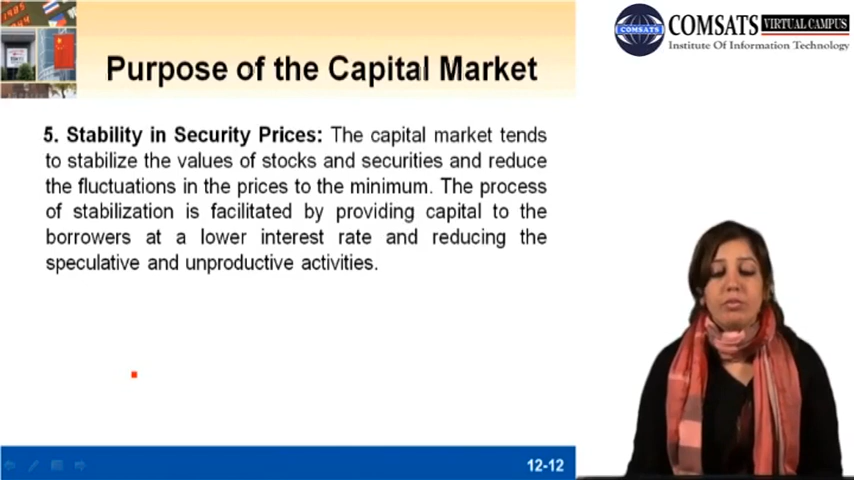 COMSATS VIRTUAL CAMPUS
Institute Of Information Technology
Purpose of the Capital Market
5. Stability in Security Prices: The capital market tends
to stabilize the values of stocks and securities and reduce
the fluctuations in the prices to the minimum. The process
of stabilization is facilitated by providing capital to the
borrowers at a lower interest rate and reducing the
speculative and unproductive activities.
12-12